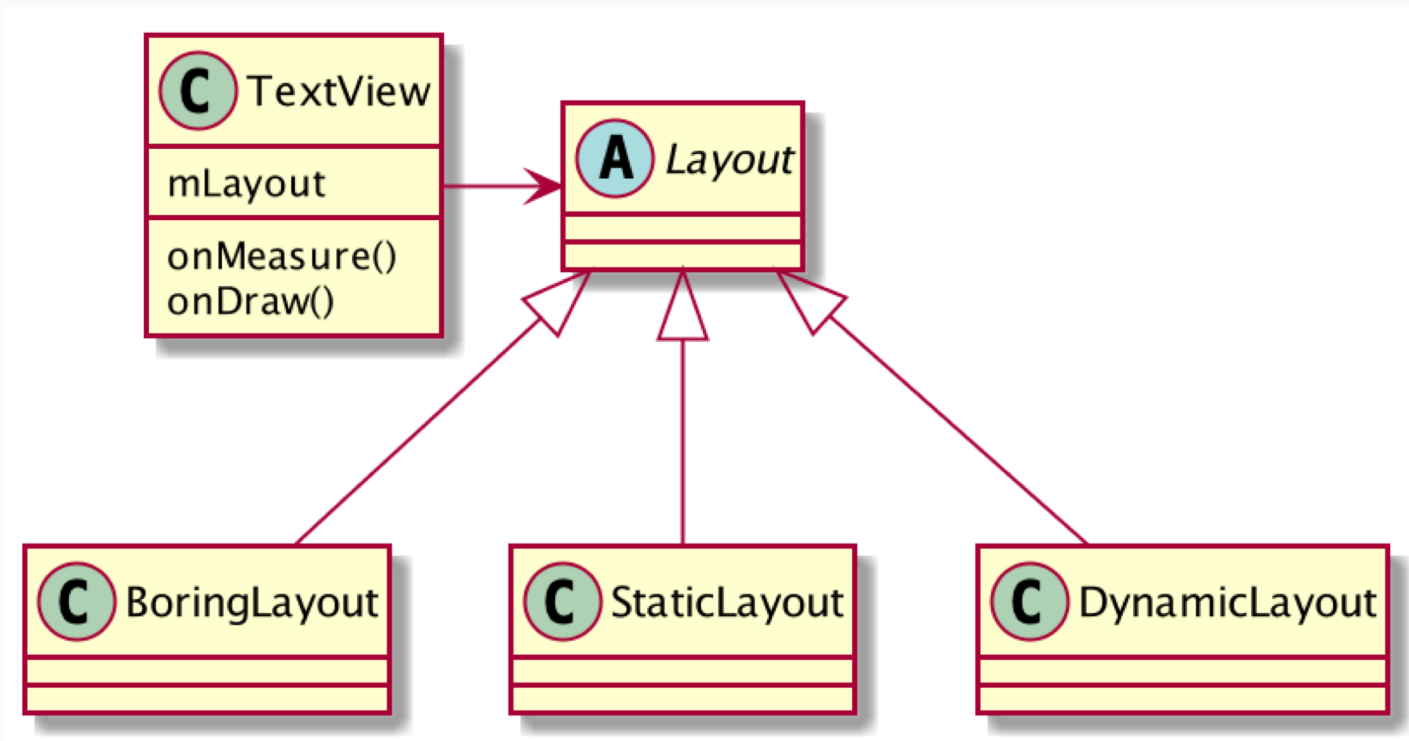 C TextView
mLayout
onMeasure()
onDraw()
A Layout
C BoringLayout
C StaticLayout
C DynamicLayout